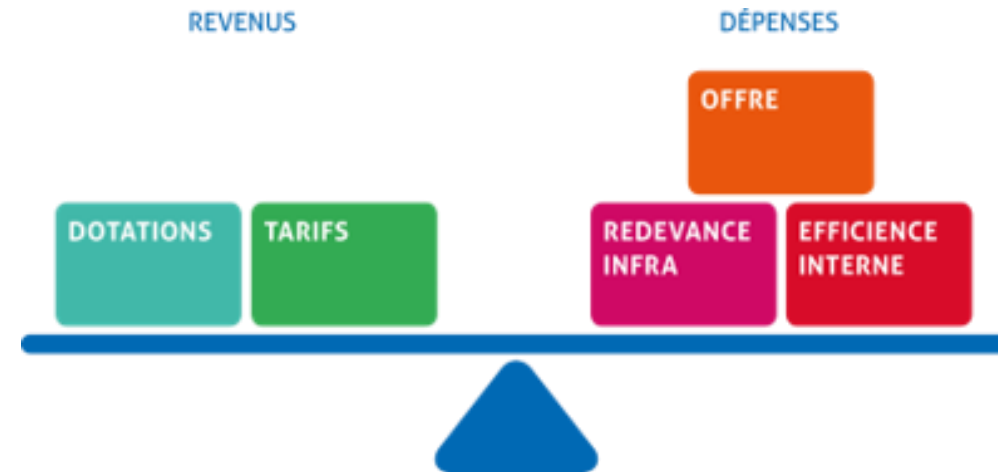 REVENUS
DÉPENSES
OFFRE
DOTATIONS
TARIFS
REDEVANCE
INFRA
EFFICIENCE
INTERNE